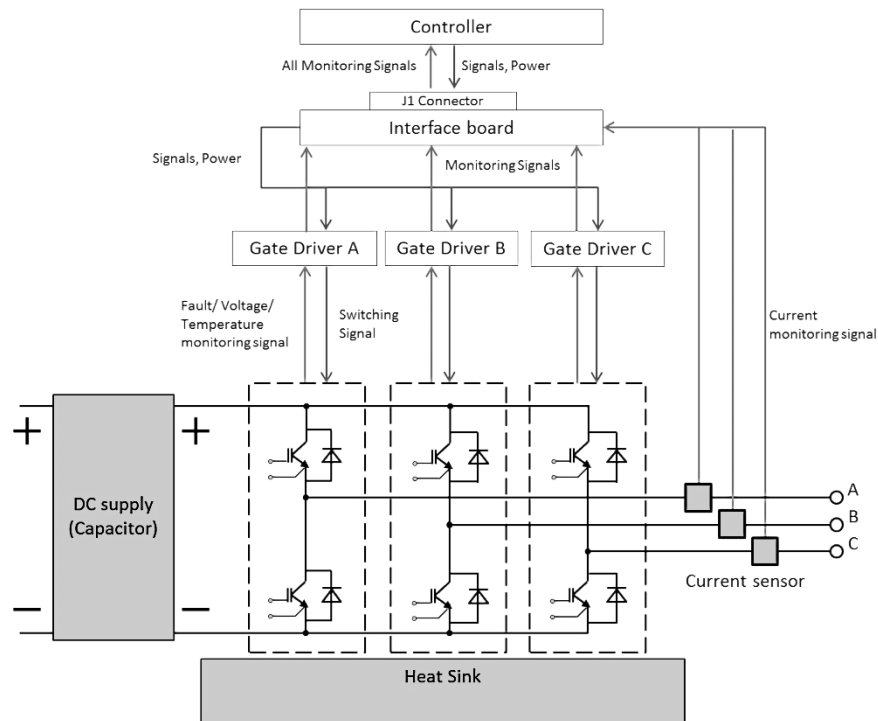 Controller
All Monitoring Signals
Signals, Power
J1 Connector
Interface board
Signals, Power
Monitoring Signals
Gate Driver A
Gate Driver B
Gate Driver C
Fault/ Voltage/
Temperature
monitoring signal
Switching
Signal
Current
monitoring signal
+
+
DC supply
(Capacitor)
−
−
A
B
C
Current sensor
Heat Sink